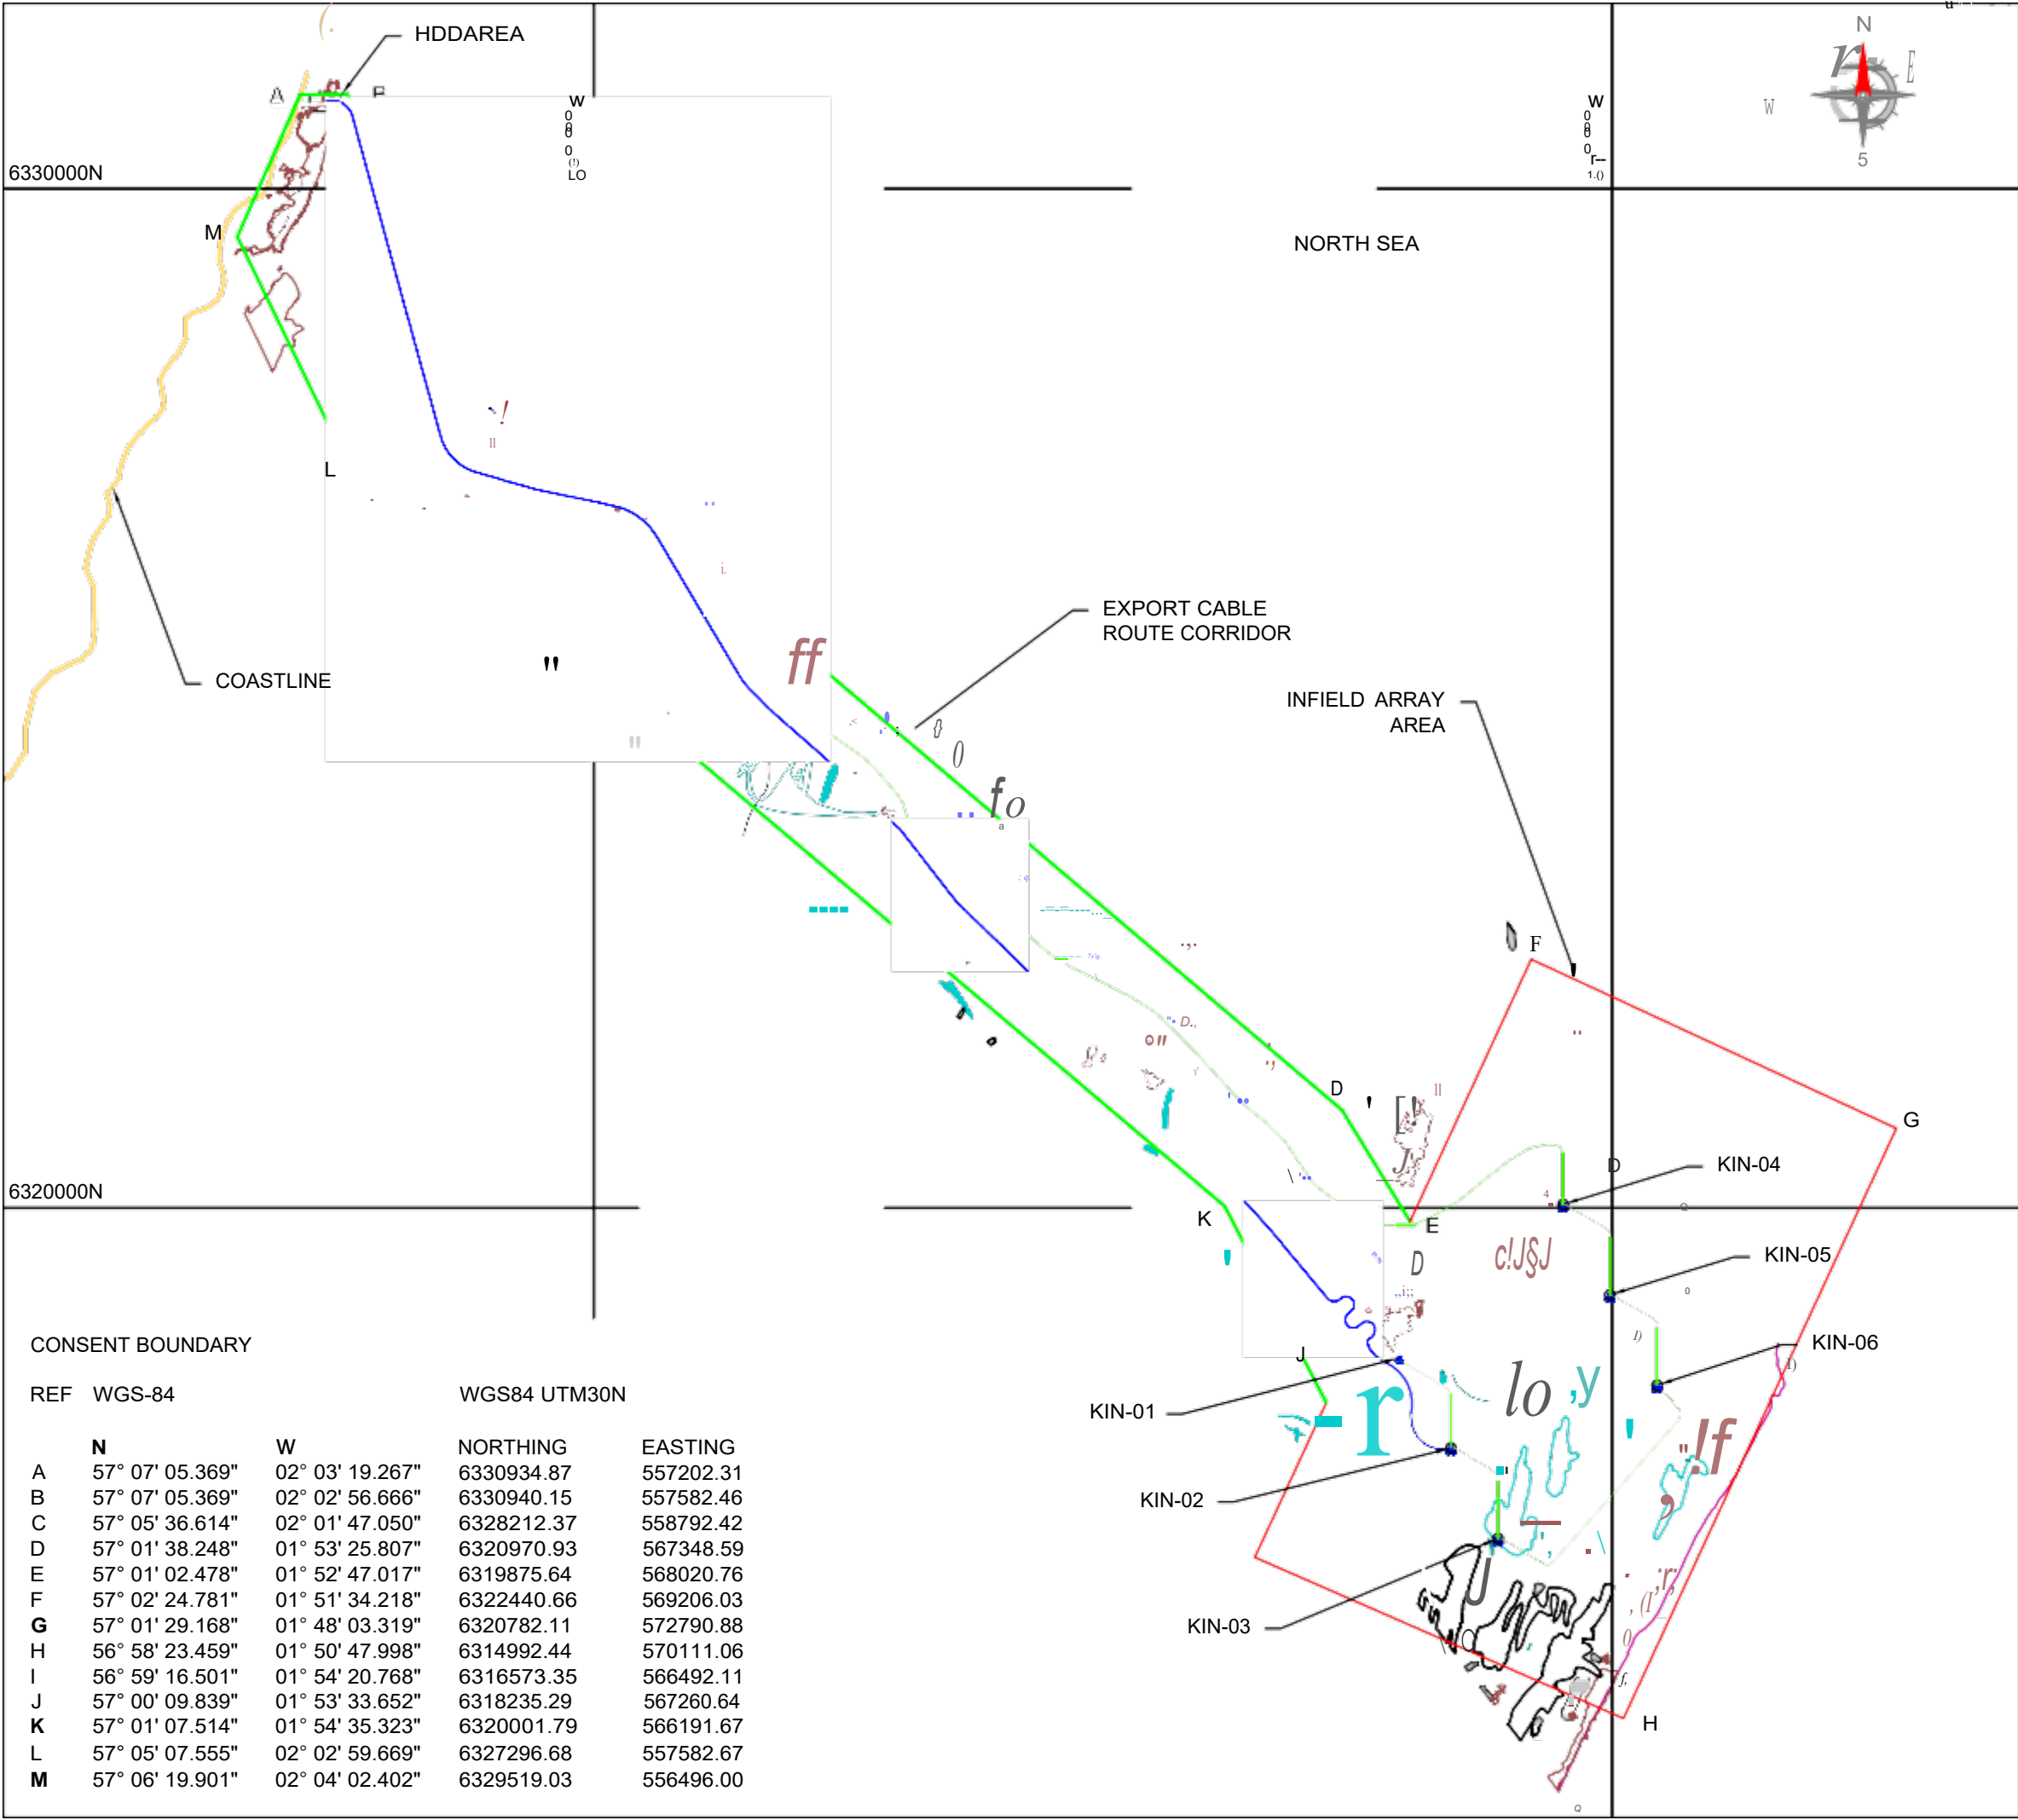 HDDAREA
N
E
W
5
A
6330000N
M
NORTH SEA
L
EXPORT CABLE
ROUTE CORRIDOR
COASTLINE
INFIELD ARRAY
AREA
F
D
G
KIN-04
6320000N
K
E
KIN-05
KIN-06
J
KIN-01
KIN-02
KIN-03
H
CONSENT BOUNDARY
REF WGS-84 WGS84 UTM30N
N W NORTHING EASTING
A 57° 07' 05.369" 02° 03' 19.267" 6330934.87 557202.31
B 57° 07' 05.369" 02° 02' 56.666" 6330940.15 557582.46
C 57° 05' 36.614" 02° 01' 47.050" 6328212.37 558792.42
D 57° 01' 38.248" 01° 53' 25.807" 6320970.93 567348.59
E 57° 01' 02.478" 01° 52' 47.017" 6319875.64 568020.76
F 57° 02' 24.781" 01° 51' 34.218" 6322440.66 569206.03
G 57° 01' 29.168" 01° 48' 03.319" 6320782.11 572790.88
H 56° 58' 23.459" 01° 50' 47.998" 6314992.44 570111.06
I 56° 59' 16.501" 01° 54' 20.768" 6316573.35 566492.11
J 57° 00' 09.839" 01° 53' 33.652" 6318235.29 567260.64
K 57° 01' 07.514" 01° 54' 35.323" 6320001.79 566191.67
L 57° 05' 07.555" 02° 02' 59.669" 6327296.68 557582.67
M 57° 06' 19.901" 02° 04' 02.402" 6329519.03 556496.00